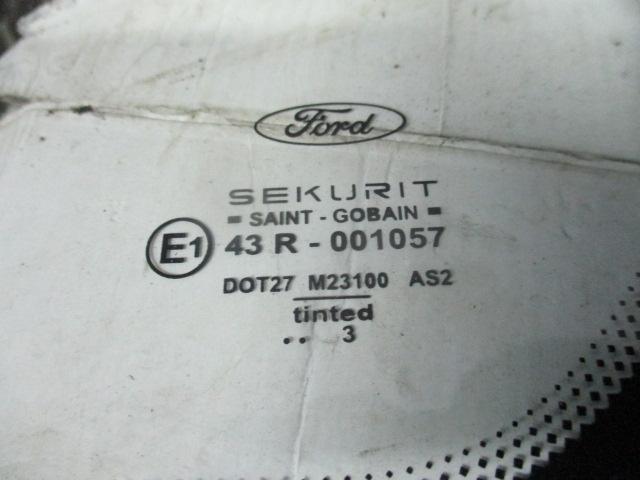 Ford
SEKURIT
= SAINT - GOBAIN =
E1 43 R - 001057
DOT27 M23100 AS2
tinted
.. 3